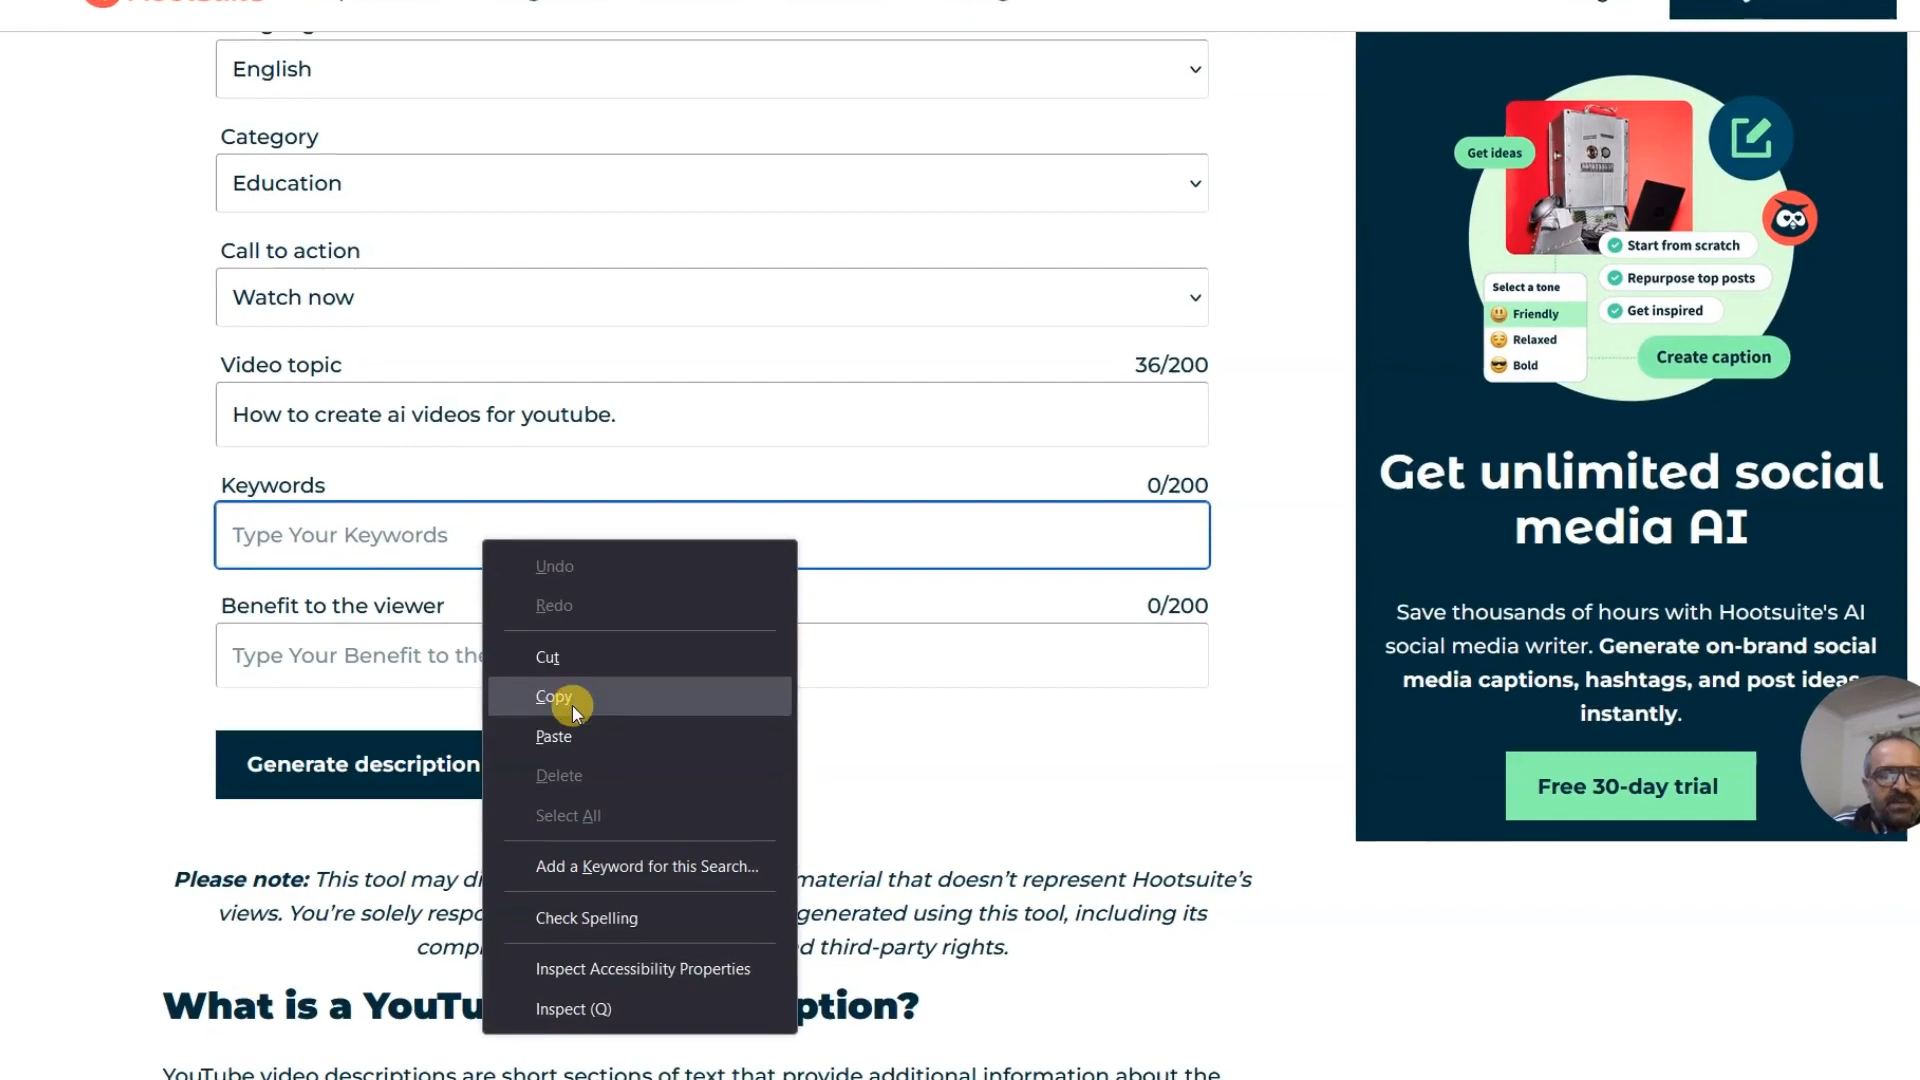 English
Category
Education
Call to action
Watch now
Video topic
36/200
How to create ai videos for youtube.
Keywords
0/200
Type Your Keywords
Benefit to the viewer
0/200
Type Your Benefit to the
Generate description
Undo
Redo
Cut
Copy
Paste
Delete
Select All
Add a Keyword for this Search...
Check Spelling
Inspect Accessibility Properties
Inspect (Q)
Please note: This tool may di material that doesn't represent Hootsuite's
views. You're solely respo generated using this tool, including its
compl d third-party rights.
What is a YouTu ption?
YouTube video descriptions are short sections of text that provide additional information about the
Get ideas
Start from scratch
Repurpose top posts
Get inspired
Select a tone
Friendly
Relaxed
Bold
Create caption
Get unlimited social
media AI
Save thousands of hours with Hootsuite's AI
social media writer. Generate on-brand social
media captions, hashtags, and post ideas
instantly.
Free 30-day trial